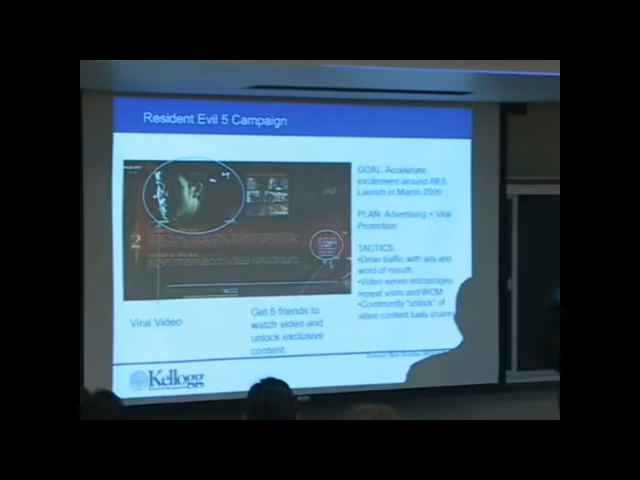 Resident Evil 5 Campaign
GOAL: Accelerate
excitement around RE5
Launch in March 2009
PLAN: Advertising + Viral
Promotion
TACTICS:
•Drive traffic with ads and
word of mouth
•Video series encourages
repeat visits and WOM
•Community "unlock" of
video content fuels
2
Viral Video
Get 5 friends to
watch video and
unlock exclusive
content.
Kellogg